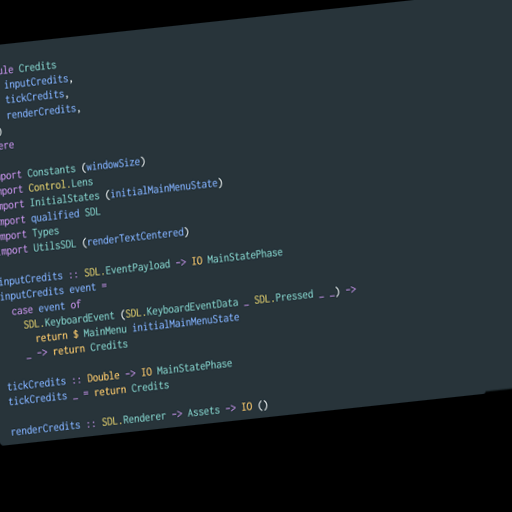 ule Credits
inputCredits,
tickCredits,
renderCredits,
)
ere
port Constants (windowSize)
mport Control.Lens
mport InitialStates (initialMainMenuState)
mport qualified SDL
mport Types
mport UtilsSDL (renderTextCentered)
inputCredits :: SDL.EventPayload -> IO MainStatePhase
inputCredits event =
case event of
SDL.KeyboardEvent (SDL.KeyboardEventData _ SDL.Pressed _ _) ->
return $ MainMenu initialMainMenuState
_ -> return Credits
tickCredits :: Double -> IO MainStatePhase
tickCredits _ = return Credits
renderCredits :: SDL.Renderer -> Assets -> IO ()